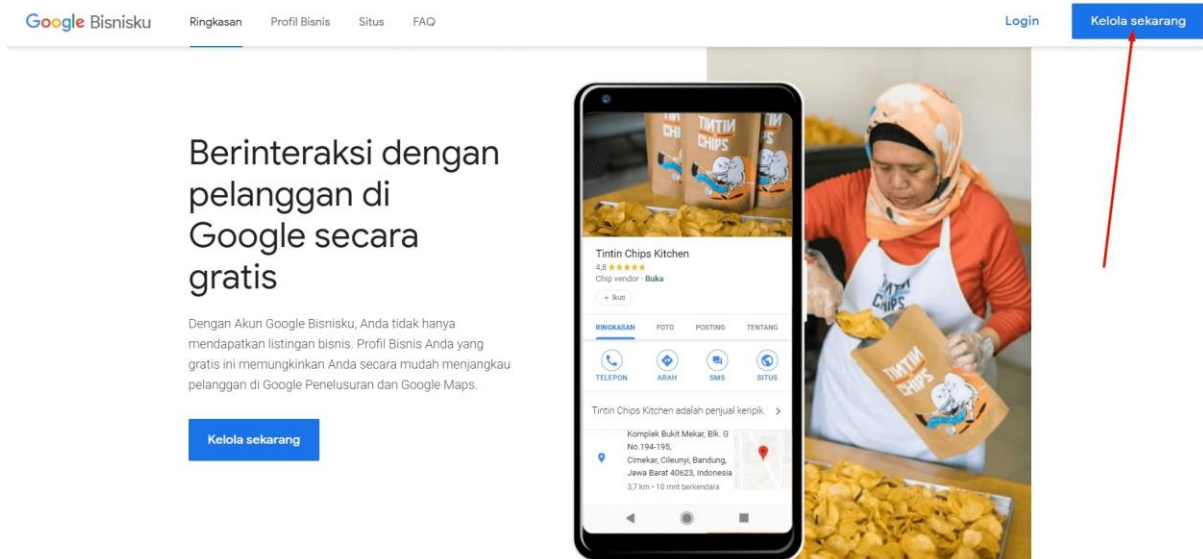 Google Bisnisku Ringkasan Profil Bisnis Situs FAQ Login Kelola sekarang
Berinteraksi dengan
pelanggan di
Google secara
gratis
Dengan Akun Google Bisnisku, Anda tidak hanya
mendapatkan listingan bisnis. Profil Bisnis Anda yang
gratis ini memungkinkan Anda secara mudah menjangkau
pelanggan di Google Penelusuran dan Google Maps.
Kelola sekarang
TINTIN
CHIPS
Tintin Chips Kitchen
4,8 ★★★★★
Chip vendor · Buka
+ Ikuti
RINGKASAN FOTO POSTING TENTANG
TELEPON ARAH SMS SITUS
Tintin Chips Kitchen adalah penjual keripik. >
Komplek Bukit Mekar, Blk. G
No.194-195,
Cimekar, Cileunyi, Bandung,
Jawa Barat 40623, Indonesia
3,7 km · 10 mnt berkendara
TINTIN
CHIPS
TINTIN
CHIPS